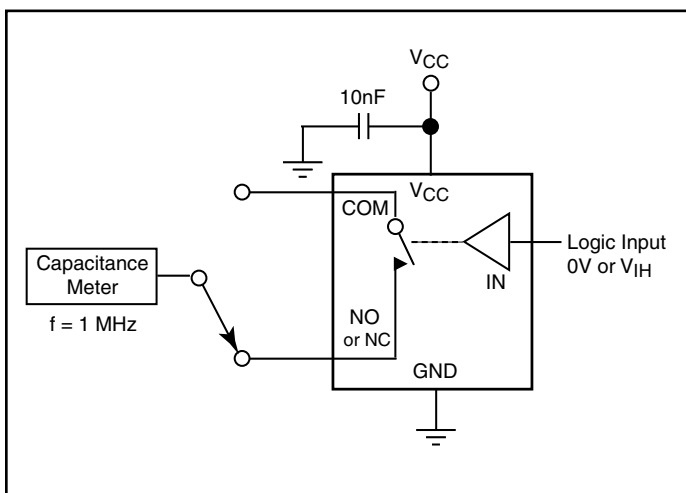 VCC
10nF
VCC
COM
Logic Input
0V or VIH
IN
Capacitance
Meter
f = 1 MHz
NO
or NC
GND